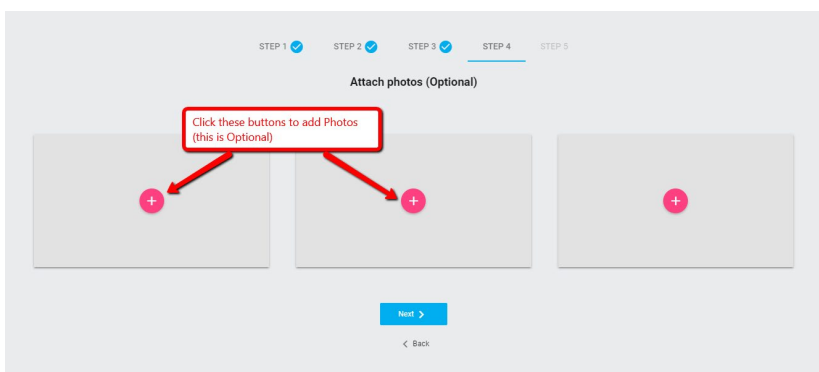 STEP 1 STEP 2 STEP 3 STEP 4 STEP 5
Attach photos (Optional)
Click these buttons to add Photos
(this is Optional)
Next
Back